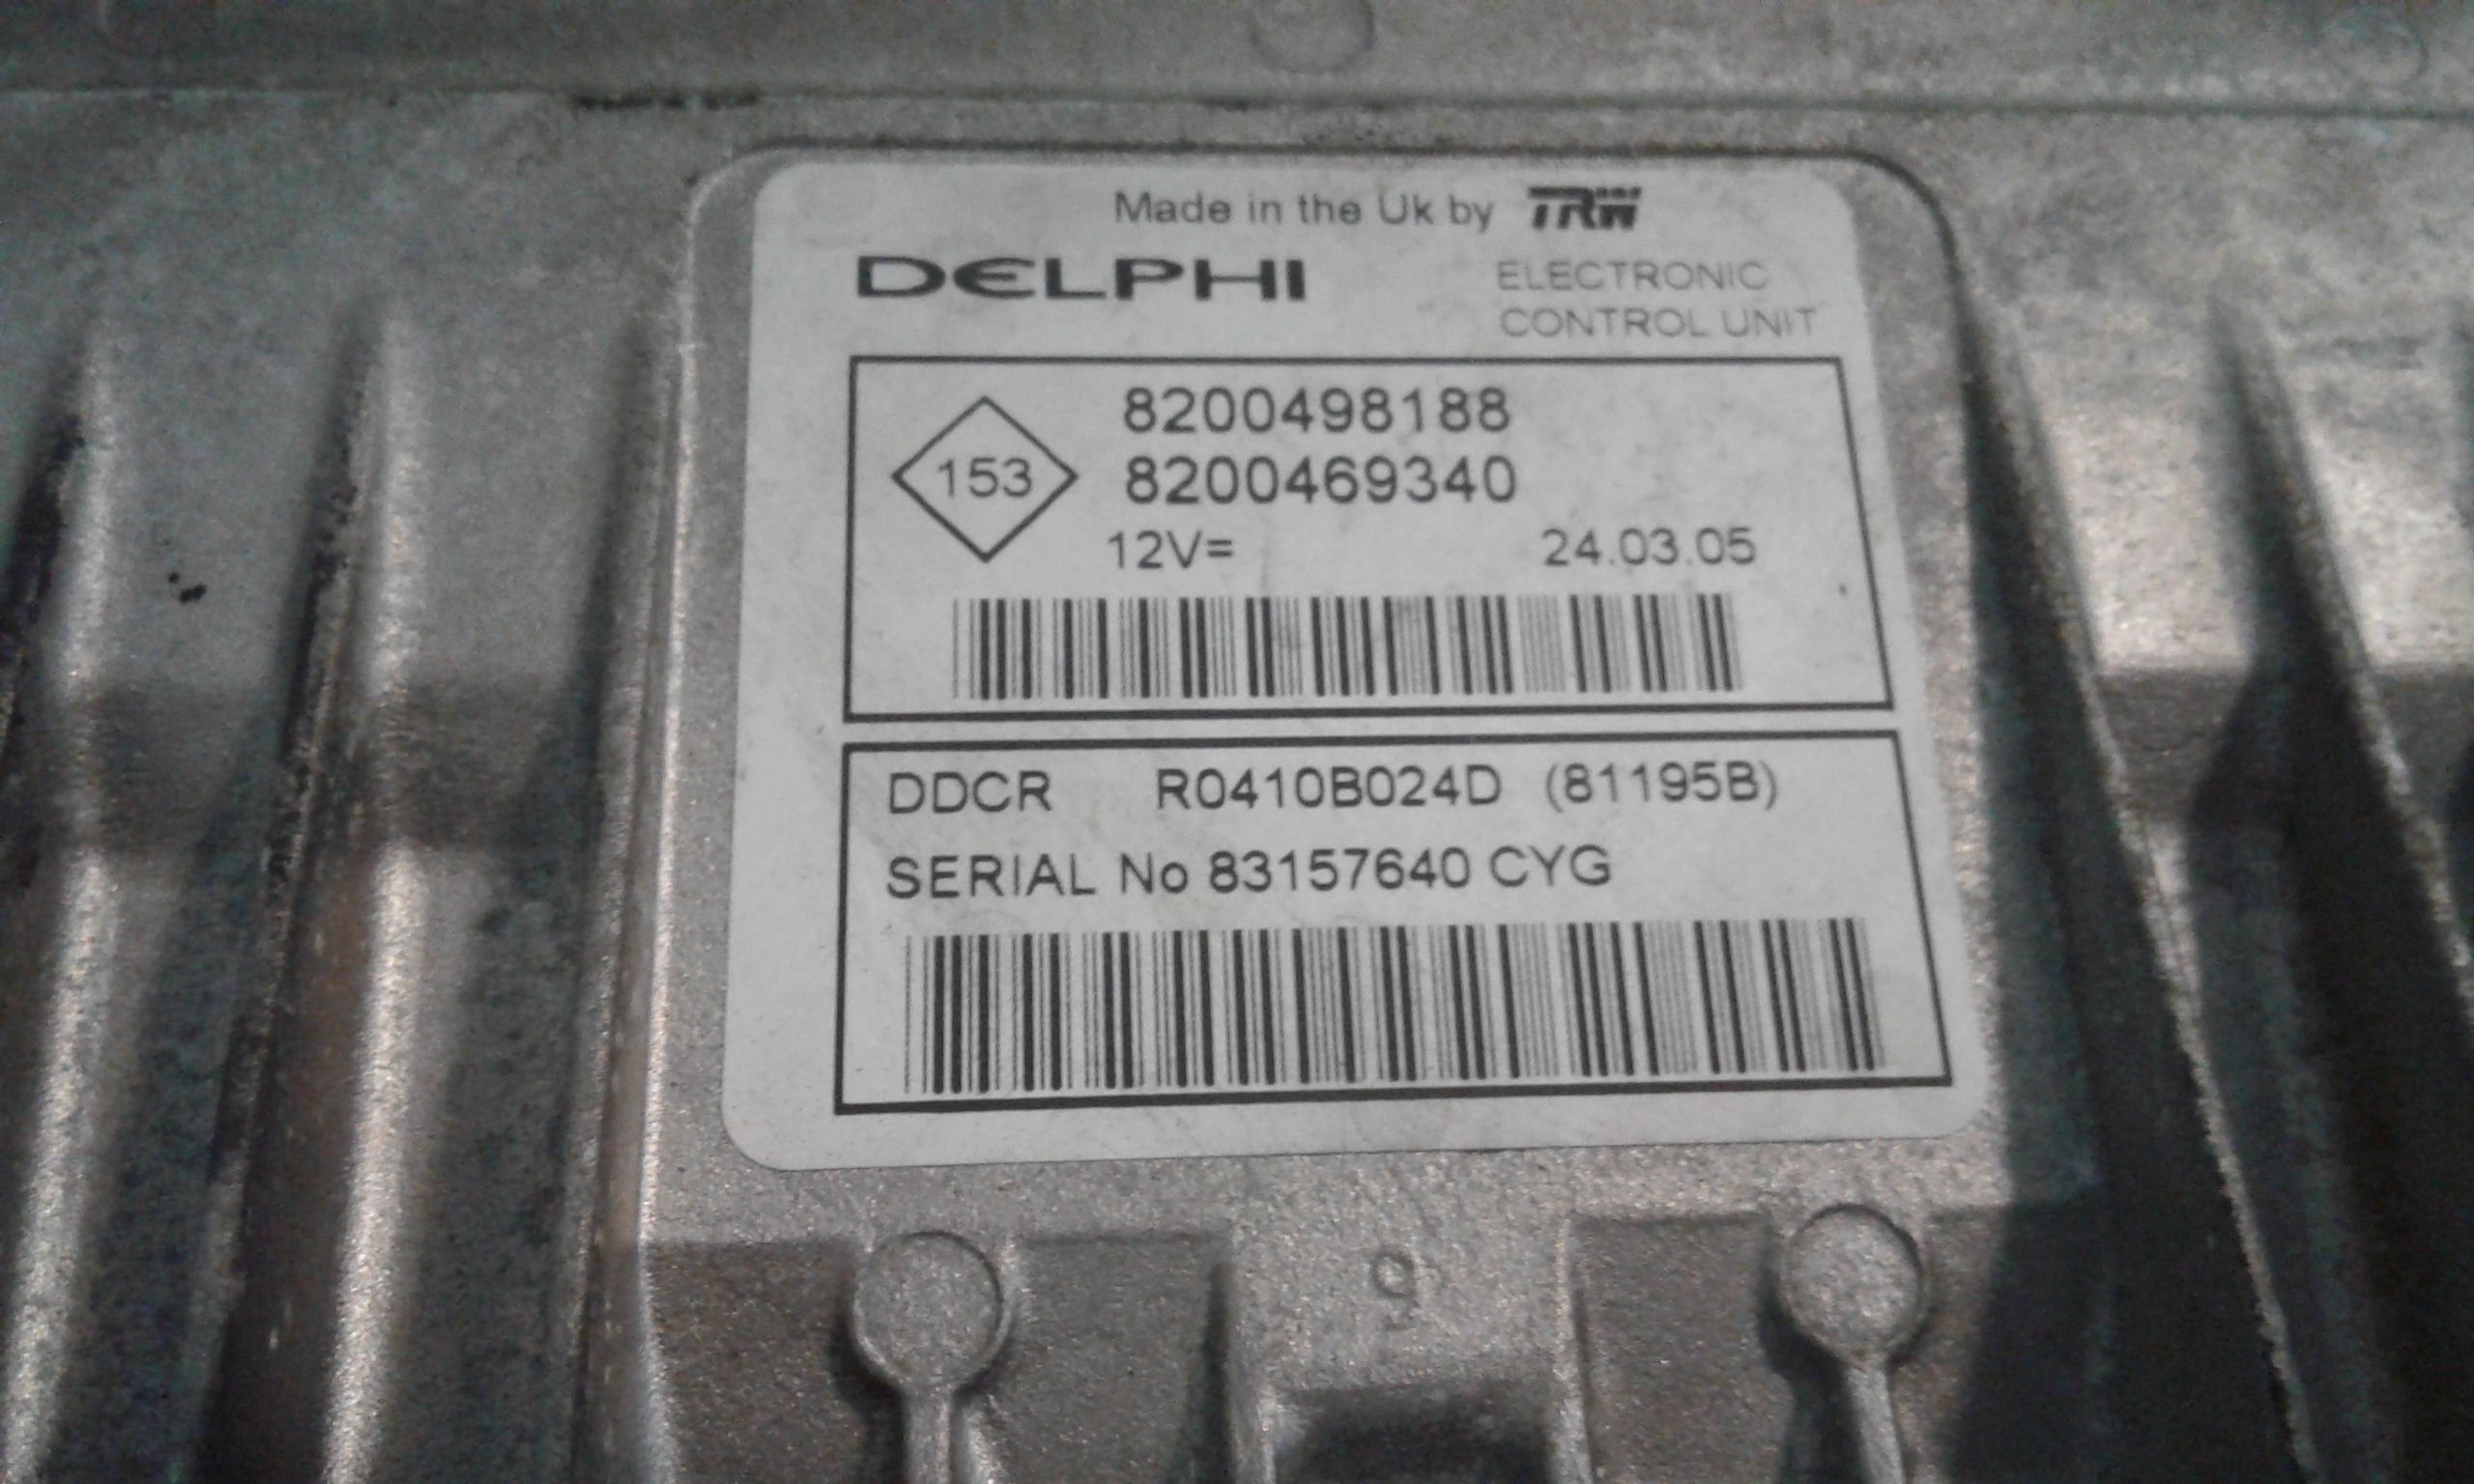 Made in the Uk by TRW
DELPHI
ELECTRONIC
CONTROL UNIT
153
8200498188
8200469340
12V=
24.03.05
DDCR R0410B024D (81195B)
SERIAL No 83157640 CYG
9